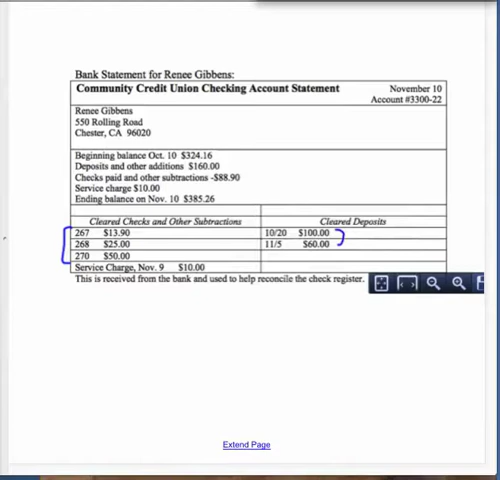 Bank Statement for Renee Gibbens:
Community Credit Union Checking Account Statement November 10
Account #3300-22
Renee Gibbens
550 Rolling Road
Chester, CA 96020
Beginning balance Oct. 10 $324.16
Deposits and other additions $160.00
Checks paid and other subtractions -$88.90
Service charge $10.00
Ending balance on Nov. 10 $385.26
Cleared Checks and Other Subtractions Cleared Deposits
267 $13.90 10/20 $100.00
268 $25.00 11/5 $60.00
270 $50.00
Service Charge, Nov. 9 $10.00
This is received from the bank and used to help reconcile the check register.
Extend Page